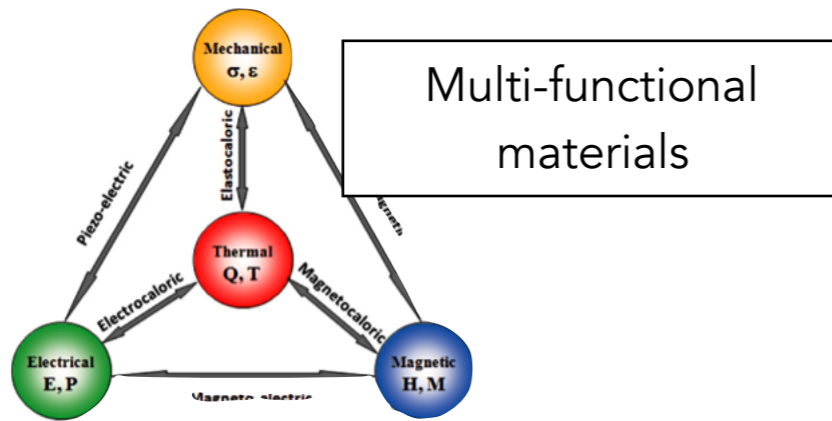 Mechanical
σ, ε
Multi-functional
materials
Piezo-electric
Elastocaloric
Thermal
Q, T
Electrocaloric
Magnetocaloric
Electrical
E, P
Magnetic
H, M